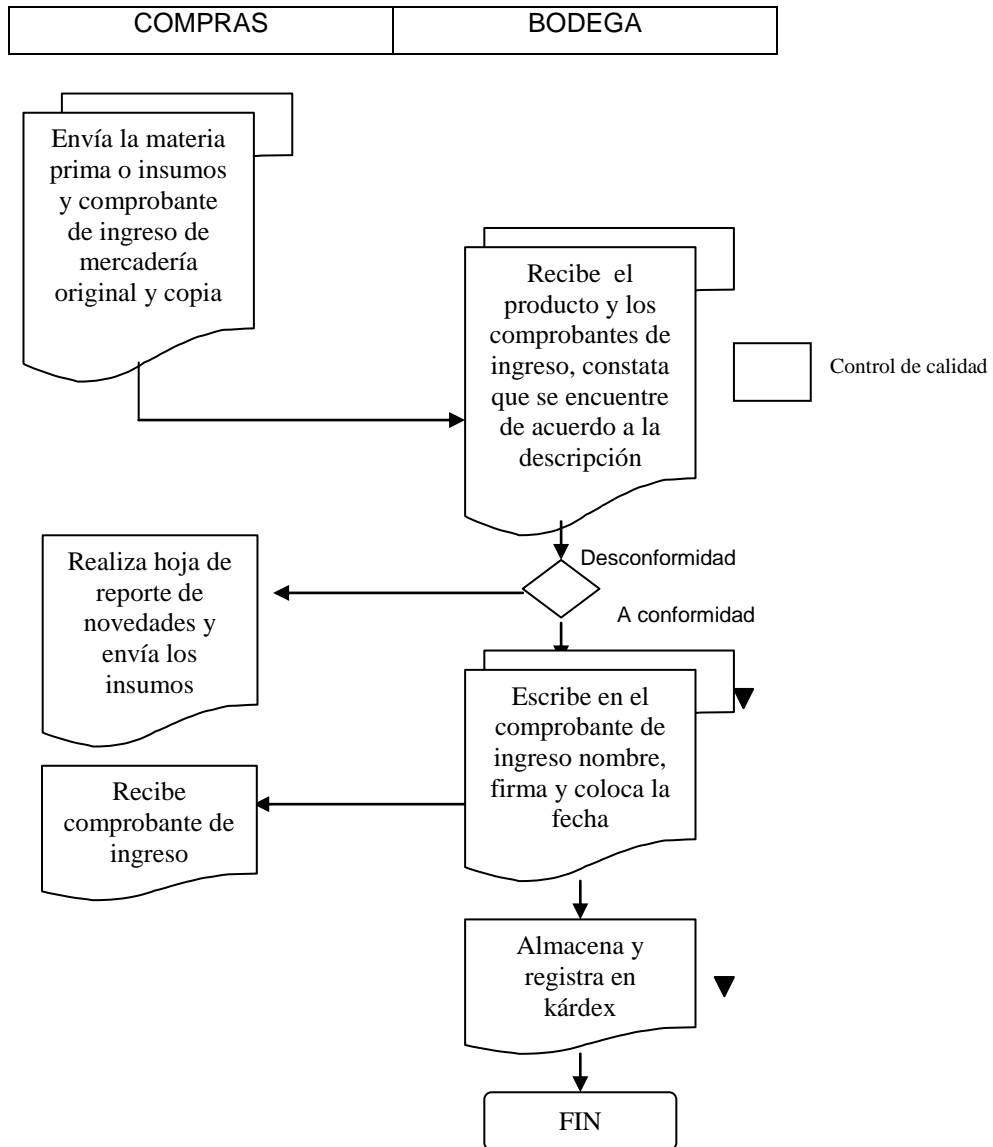 COMPRAS
BODEGA
Envía la materia
prima o insumos
y comprobante
de ingreso de
mercadería
original y copia
Recibe el
producto y los
comprobantes de
ingreso, constata
que se encuentre
de acuerdo a la
descripción
Control de calidad
Desconformidad
Realiza hoja de
reporte de
novedades y
envía los
insumos
A conformidad
Escribe en el
comprobante de
ingreso nombre,
firma y coloca la
fecha
Recibe
comprobante de
ingreso
Almacena y
registra en
kárdex
FIN